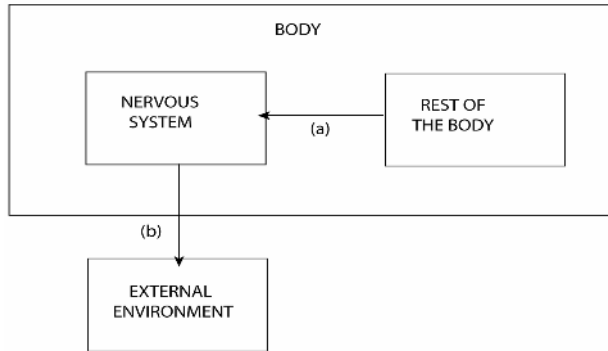 BODY
NERVOUS
SYSTEM
REST OF
THE BODY
(a)
(b)
EXTERNAL
ENVIRONMENT